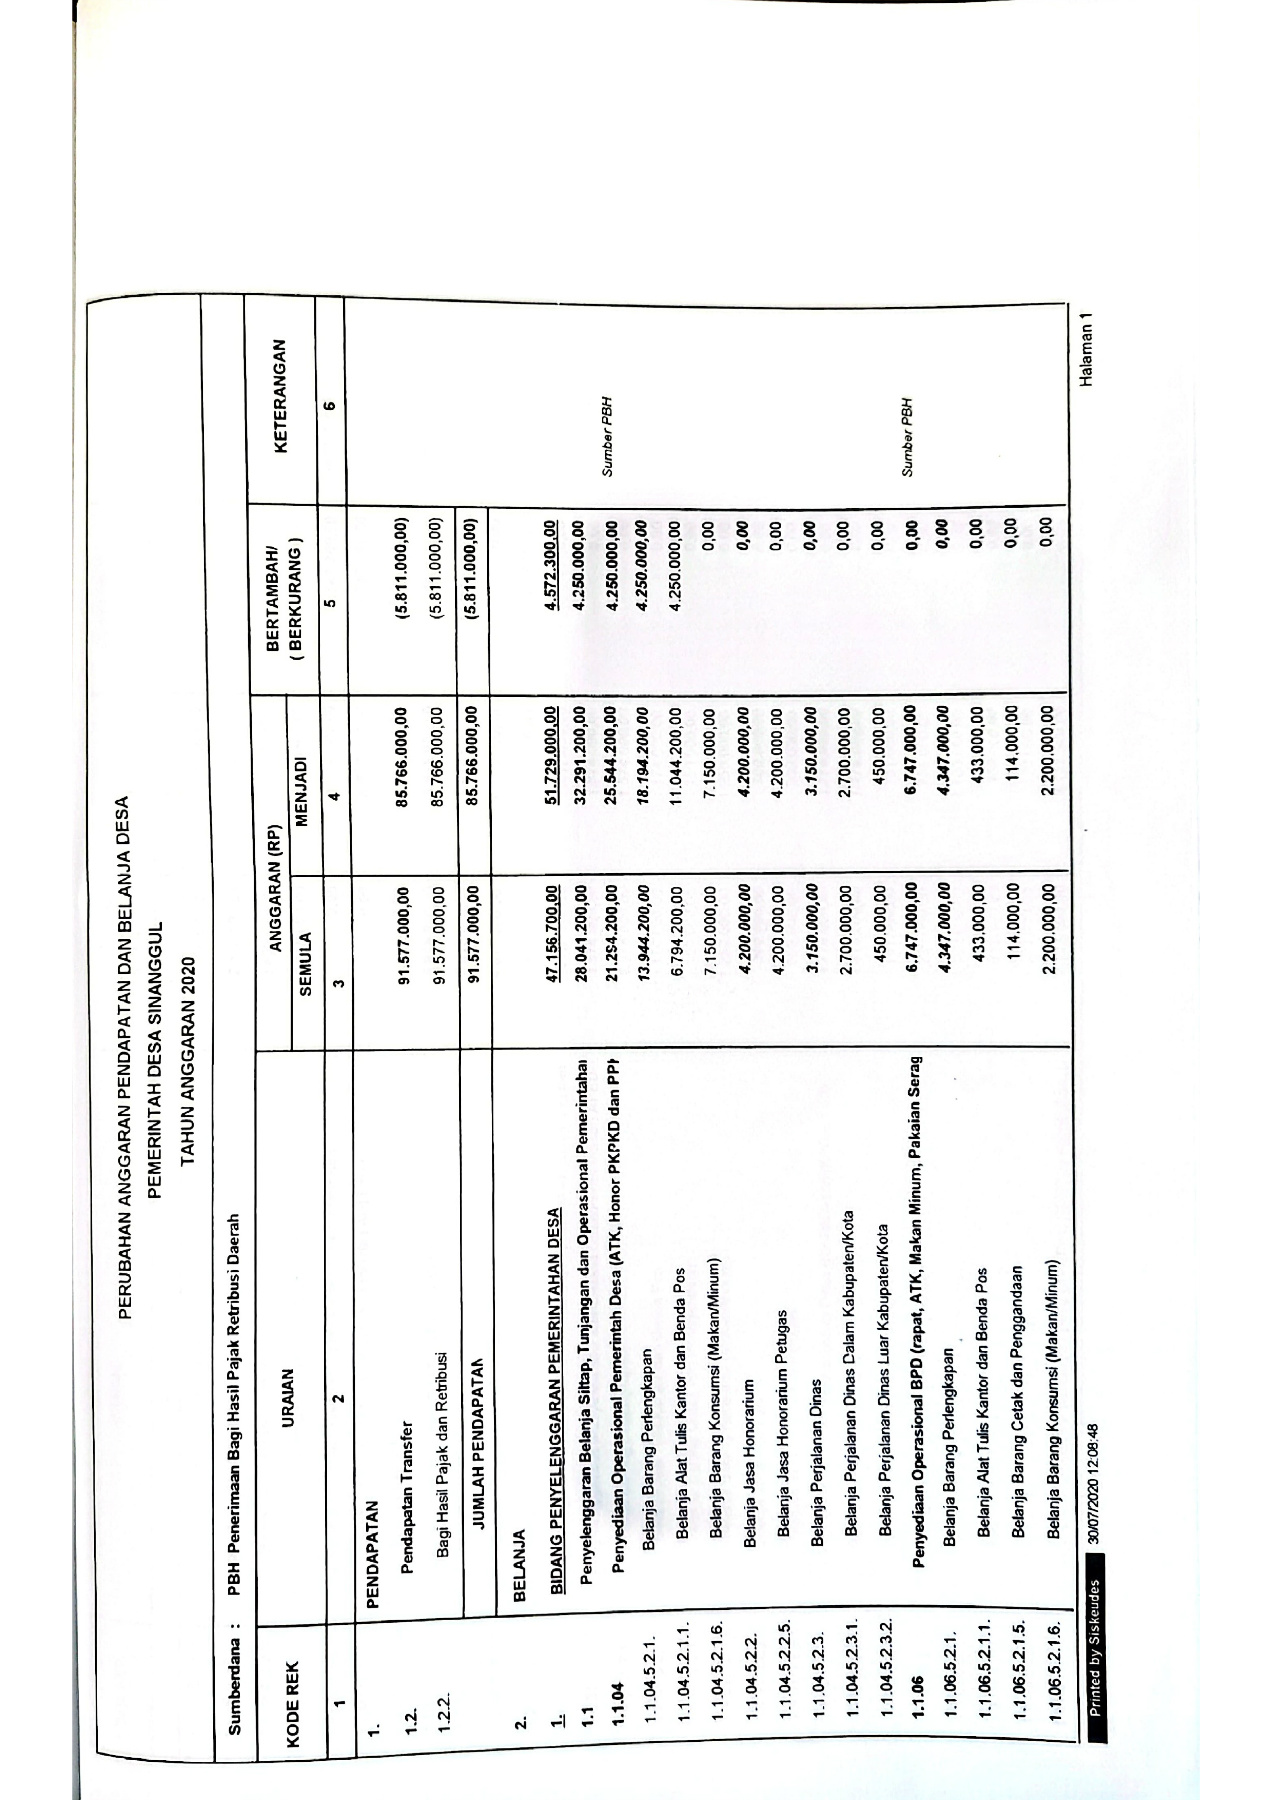 PERUBAHAN ANGGARAN PENDAPATAN DAN BELANJA DESA
PEMERINTAH DESA SINANGGUL
TAHUN ANGGARAN 2020
Sumberdana : PBH Penerimaan Bagi Hasil Pajak Retribusi Daerah
KODE REK URAIAN ANGGARAN (RP) BERTAMBAH/ ( BERKURANG ) KETERANGAN
SEMULA MENJADI
1 2 3 4 5 6
1. PENDAPATAN
1.2. Pendapatan Transfer 91.577.000,00 85.766.000,00 (5.811.000,00)
1.2.2. Bagi Hasil Pajak dan Retribusi 91.577.000,00 85.766.000,00 (5.811.000,00)
JUMLAH PENDAPATAN 91.577.000,00 85.766.000,00 (5.811.000,00)
2. BELANJA
1. BIDANG PENYELENGGARAN PEMERINTAHAN DESA 47.156.700,00 51.729.000,00 4.572.300,00
1.1 Penyelenggaran Belanja Siltap, Tunjangan dan Operasional Pemerintahan 28.041.200,00 32.291.200,00 4.250.000,00
1.1.04 Penyediaan Operasional Pemerintah Desa (ATK, Honor PKPKD dan PPK 21.294.200,00 25.544.200,00 4.250.000,00 Sumber PBH
1.1.04.5.2.1. Belanja Barang Perlengkapan 13.944.200,00 18.194.200,00 4.250.000,00
1.1.04.5.2.1.1. Belanja Alat Tulis Kantor dan Benda Pos 6.794.200,00 11.044.200,00 4.250.000,00
1.1.04.5.2.1.6. Belanja Barang Konsumsi (Makan/Minum) 7.150.000,00 7.150.000,00 0,00
1.1.04.5.2.2. Belanja Jasa Honorarium 4.200.000,00 4.200.000,00 0,00
1.1.04.5.2.2.5. Belanja Jasa Honorarium Petugas 4.200.000,00 4.200.000,00 0,00
1.1.04.5.2.3. Belanja Perjalanan Dinas 3.150.000,00 3.150.000,00 0,00
1.1.04.5.2.3.1. Belanja Perjalanan Dinas Dalam Kabupaten/Kota 2.700.000,00 2.700.000,00 0,00
1.1.04.5.2.3.2. Belanja Perjalanan Dinas Luar Kabupaten/Kota 450.000,00 450.000,00 0,00
1.1.06 Penyediaan Operasional BPD (rapat, ATK, Makan Minum, Pakaian Serag 6.747.000,00 6.747.000,00 0,00 Sumber PBH
1.1.06.5.2.1. Belanja Barang Perlengkapan 4.347.000,00 4.347.000,00 0,00
1.1.06.5.2.1.1. Belanja Alat Tulis Kantor dan Benda Pos 433.000,00 433.000,00 0,00
1.1.06.5.2.1.5. Belanja Barang Cetak dan Penggandaan 114.000,00 114.000,00 0,00
1.1.06.5.2.1.6. Belanja Barang Konsumsi (Makan/Minum) 2.200.000,00 2.200.000,00 0,00
Printed by Siskeudes 30/07/2020 12:08:48 Halaman 1